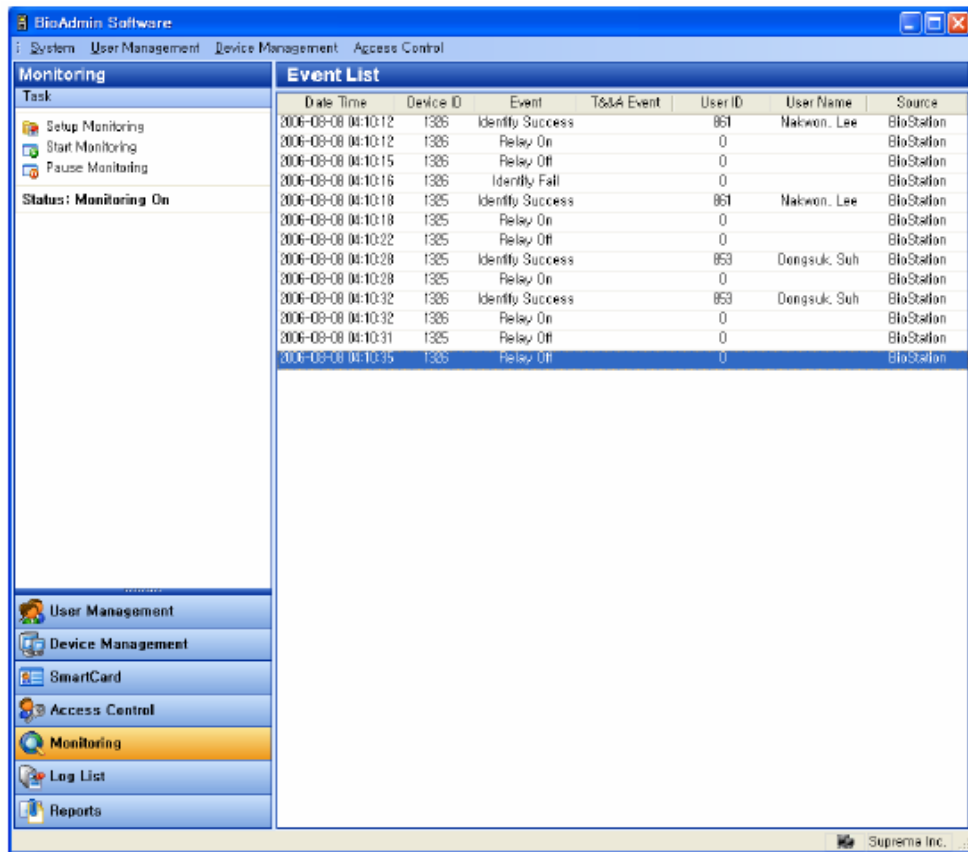 BioAdmin Software
System User Management Device Management Access Control
Monitoring
Task
Setup Monitoring
Start Monitoring
Pause Monitoring
Status: Monitoring On
User Management
Device Management
SmartCard
Access Control
Monitoring
Log List
Reports
Event List
Date Time Device ID Event T&&A Event User ID User Name Source
2006-08-08 04:10:12 1326 Identify Success 861 Nakwon. Lee BioStation
2006-08-08 04:10:12 1326 Relay On 0 BioStation
2006-08-08 04:10:15 1326 Relay Off 0 BioStation
2006-08-08 04:10:16 1326 Identify Fail 0 BioStation
2006-08-08 04:10:18 1325 Identify Success 861 Nakwon. Lee BioStation
2006-08-08 04:10:18 1325 Relay On 0 BioStation
2006-08-08 04:10:22 1325 Relay Off 0 BioStation
2006-08-08 04:10:28 1325 Identify Success 853 Dongsuk. Suh BioStation
2006-08-08 04:10:28 1325 Relay On 0 BioStation
2006-08-08 04:10:32 1326 Identify Success 853 Dongsuk. Suh BioStation
2006-08-08 04:10:32 1326 Relay On 0 BioStation
2006-08-08 04:10:31 1325 Relay Off 0 BioStation
2006-08-08 04:10:35 1326 Relay Off 0 BioStation
Suprema Inc.